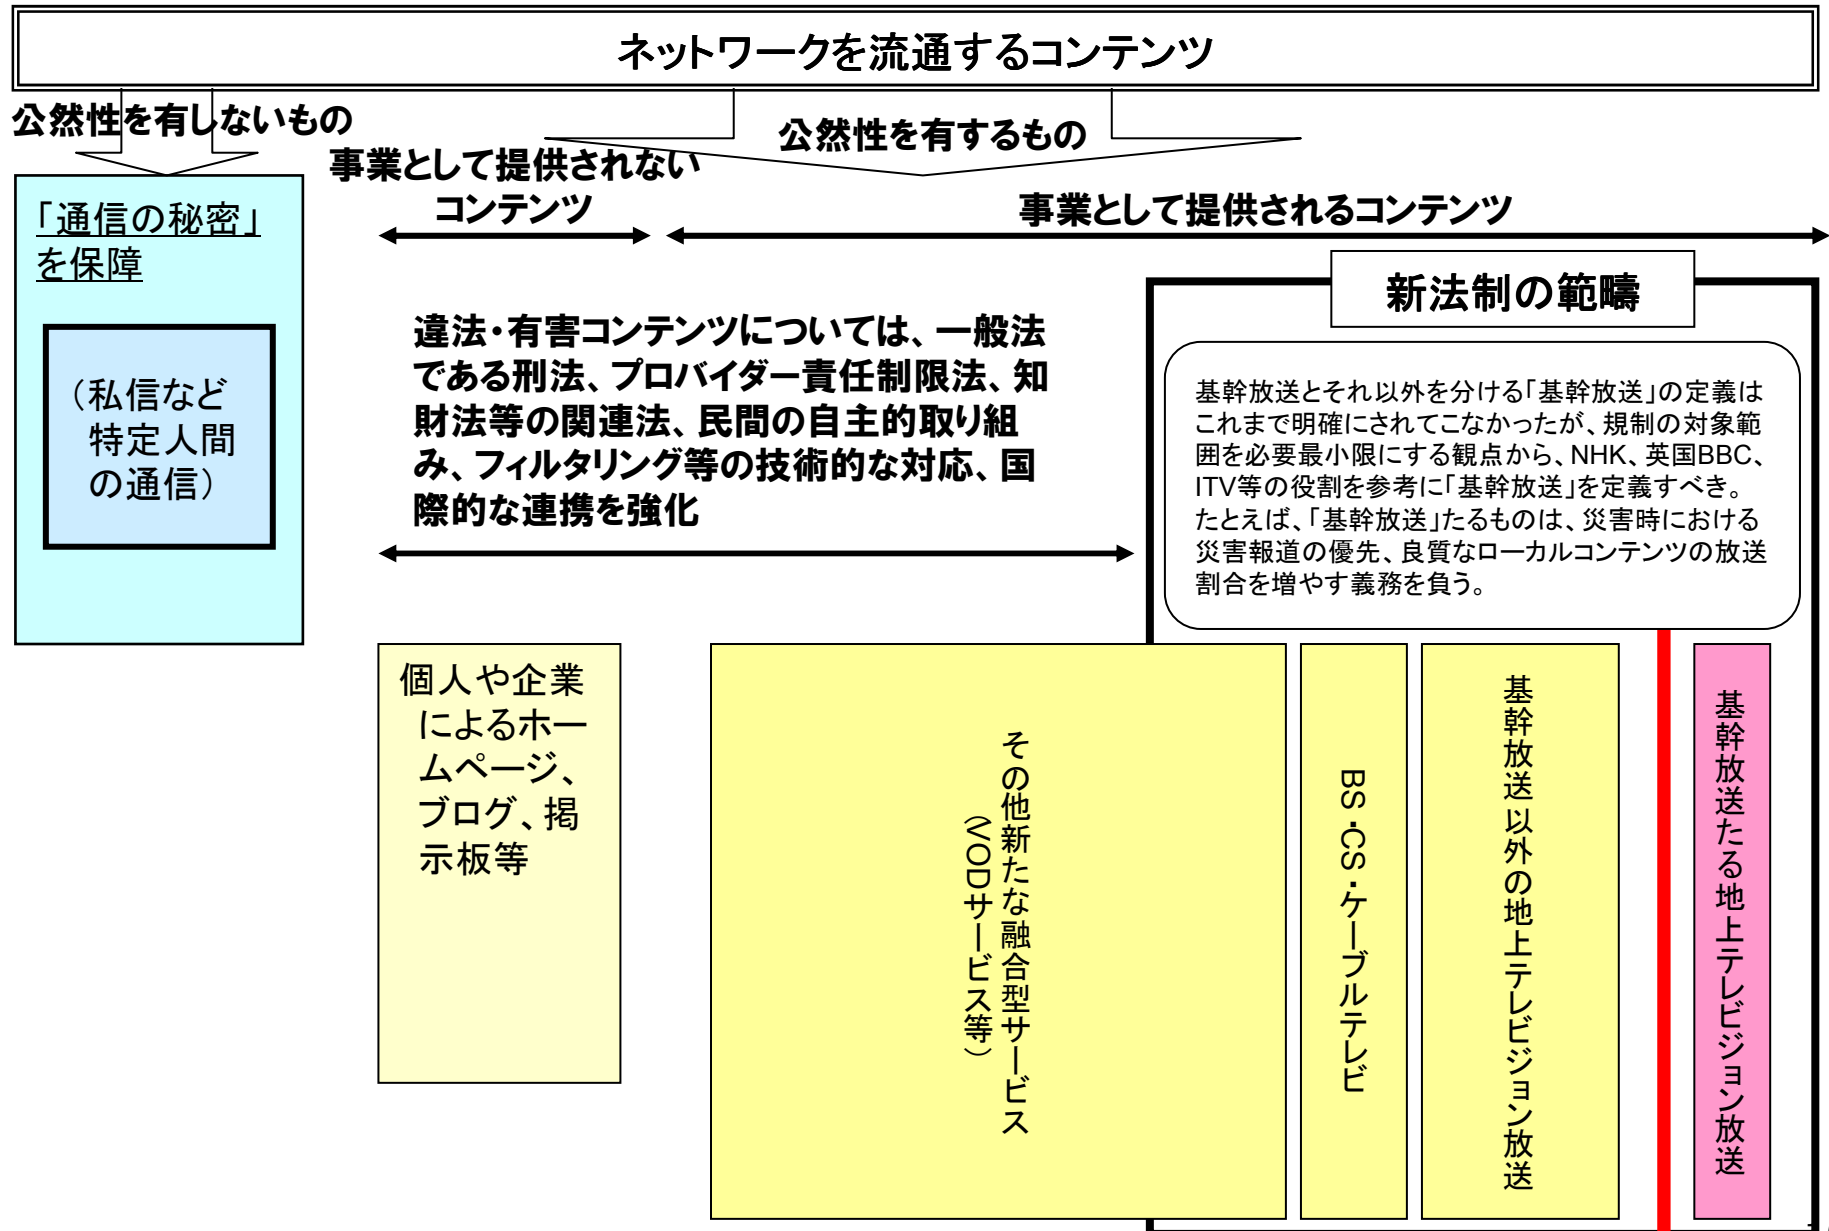 ネットワークを流通するコンテンツ
公然性を有しないもの
公然性を有するもの
事業として提供されない
コンテンツ
事業として提供されるコンテンツ
「通信の秘密」
を保障
（私信など
特定人間
の通信）
違法・有害コンテンツについては、一般法
である刑法、プロバイダー責任制限法、知
財法等の関連法、民間の自主的取り組
み、フィルタリング等の技術的な対応、国
際的な連携を強化
新法制の範疇
基幹放送とそれ以外を分ける「基幹放送」の定義は
これまで明確にされてこなかったが、規制の対象範
囲を必要最小限にする観点から、NHK、英国BBC、
ITV等の役割を参考に「基幹放送」を定義すべき。
たとえば、「基幹放送」たるものは、災害時における
災害報道の優先、良質なローカルコンテンツの放送
割合を増やす義務を負う。
個人や企業
によるホー
ムページ、
ブログ、掲
示板等
その他新たな融合型サービス
（VODサービス等）
BS・CS・ケーブルテレビ
基幹放送以外の地上テレビジョン放送
基幹放送たる地上テレビジョン放送